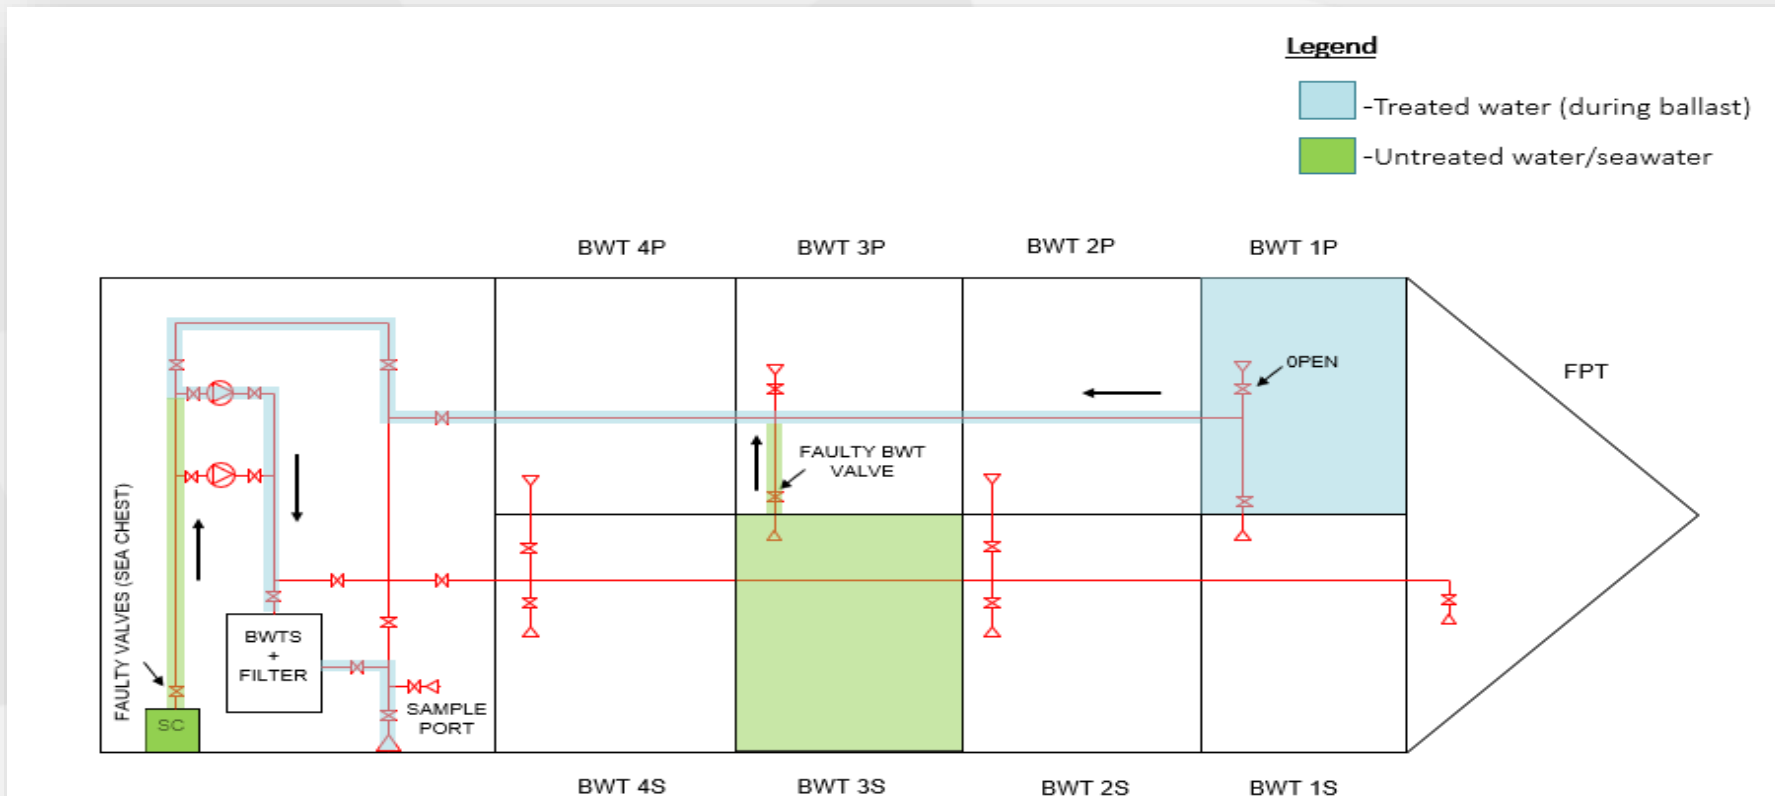 Legend
-Treated water (during ballast)
-Untreated water/seawater
BWT 4P
BWT 3P
BWT 2P
BWT 1P
0PEN
FPT
FAULTY BWT
VALVE
FAULTY VALVES (SEA CHEST)
BWTS
+
FILTER
SAMPLE
PORT
SC
BWT 4S
BWT 3S
BWT 2S
BWT 1S